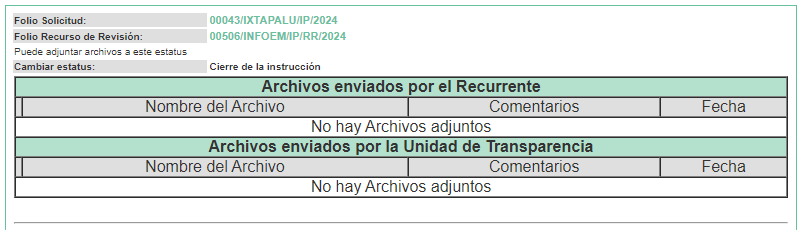 Folio Solicitud: 00043/IXTAPALU/IP/2024
Folio Recurso de Revisión: 00506/INFOEM/IP/RR/2024
Puede adjuntar archivos a este estatus
Cambiar estatus: Cierre de la instrucción
Archivos enviados por el Recurrente
Nombre del Archivo Comentarios Fecha
No hay Archivos adjuntos
Archivos enviados por la Unidad de Transparencia
Nombre del Archivo Comentarios Fecha
No hay Archivos adjuntos